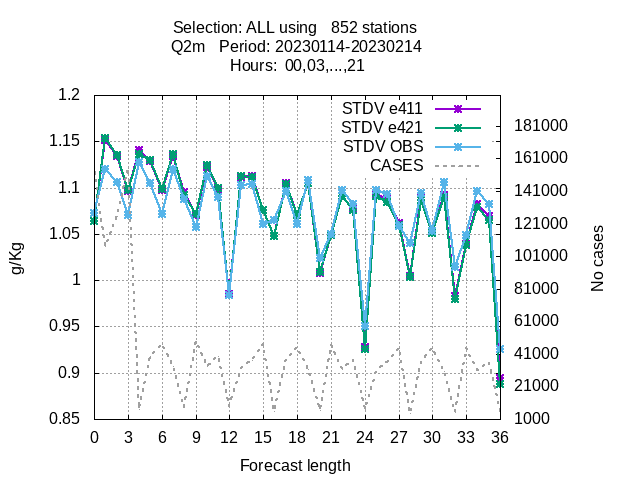 Selection: ALL using   852 stations
Q2m   Period: 20230114-20230214
Hours:  00,03,...,21
STDV e411
STDV e421
STDV OBS
CASES
1.2
1.15
1.1
1.05
1
0.95
0.9
0.85
g/Kg
181000
161000
141000
121000
101000
81000
61000
41000
21000
1000
No cases
0 3 6 9 12 15 18 21 24 27 30 33 36
Forecast length